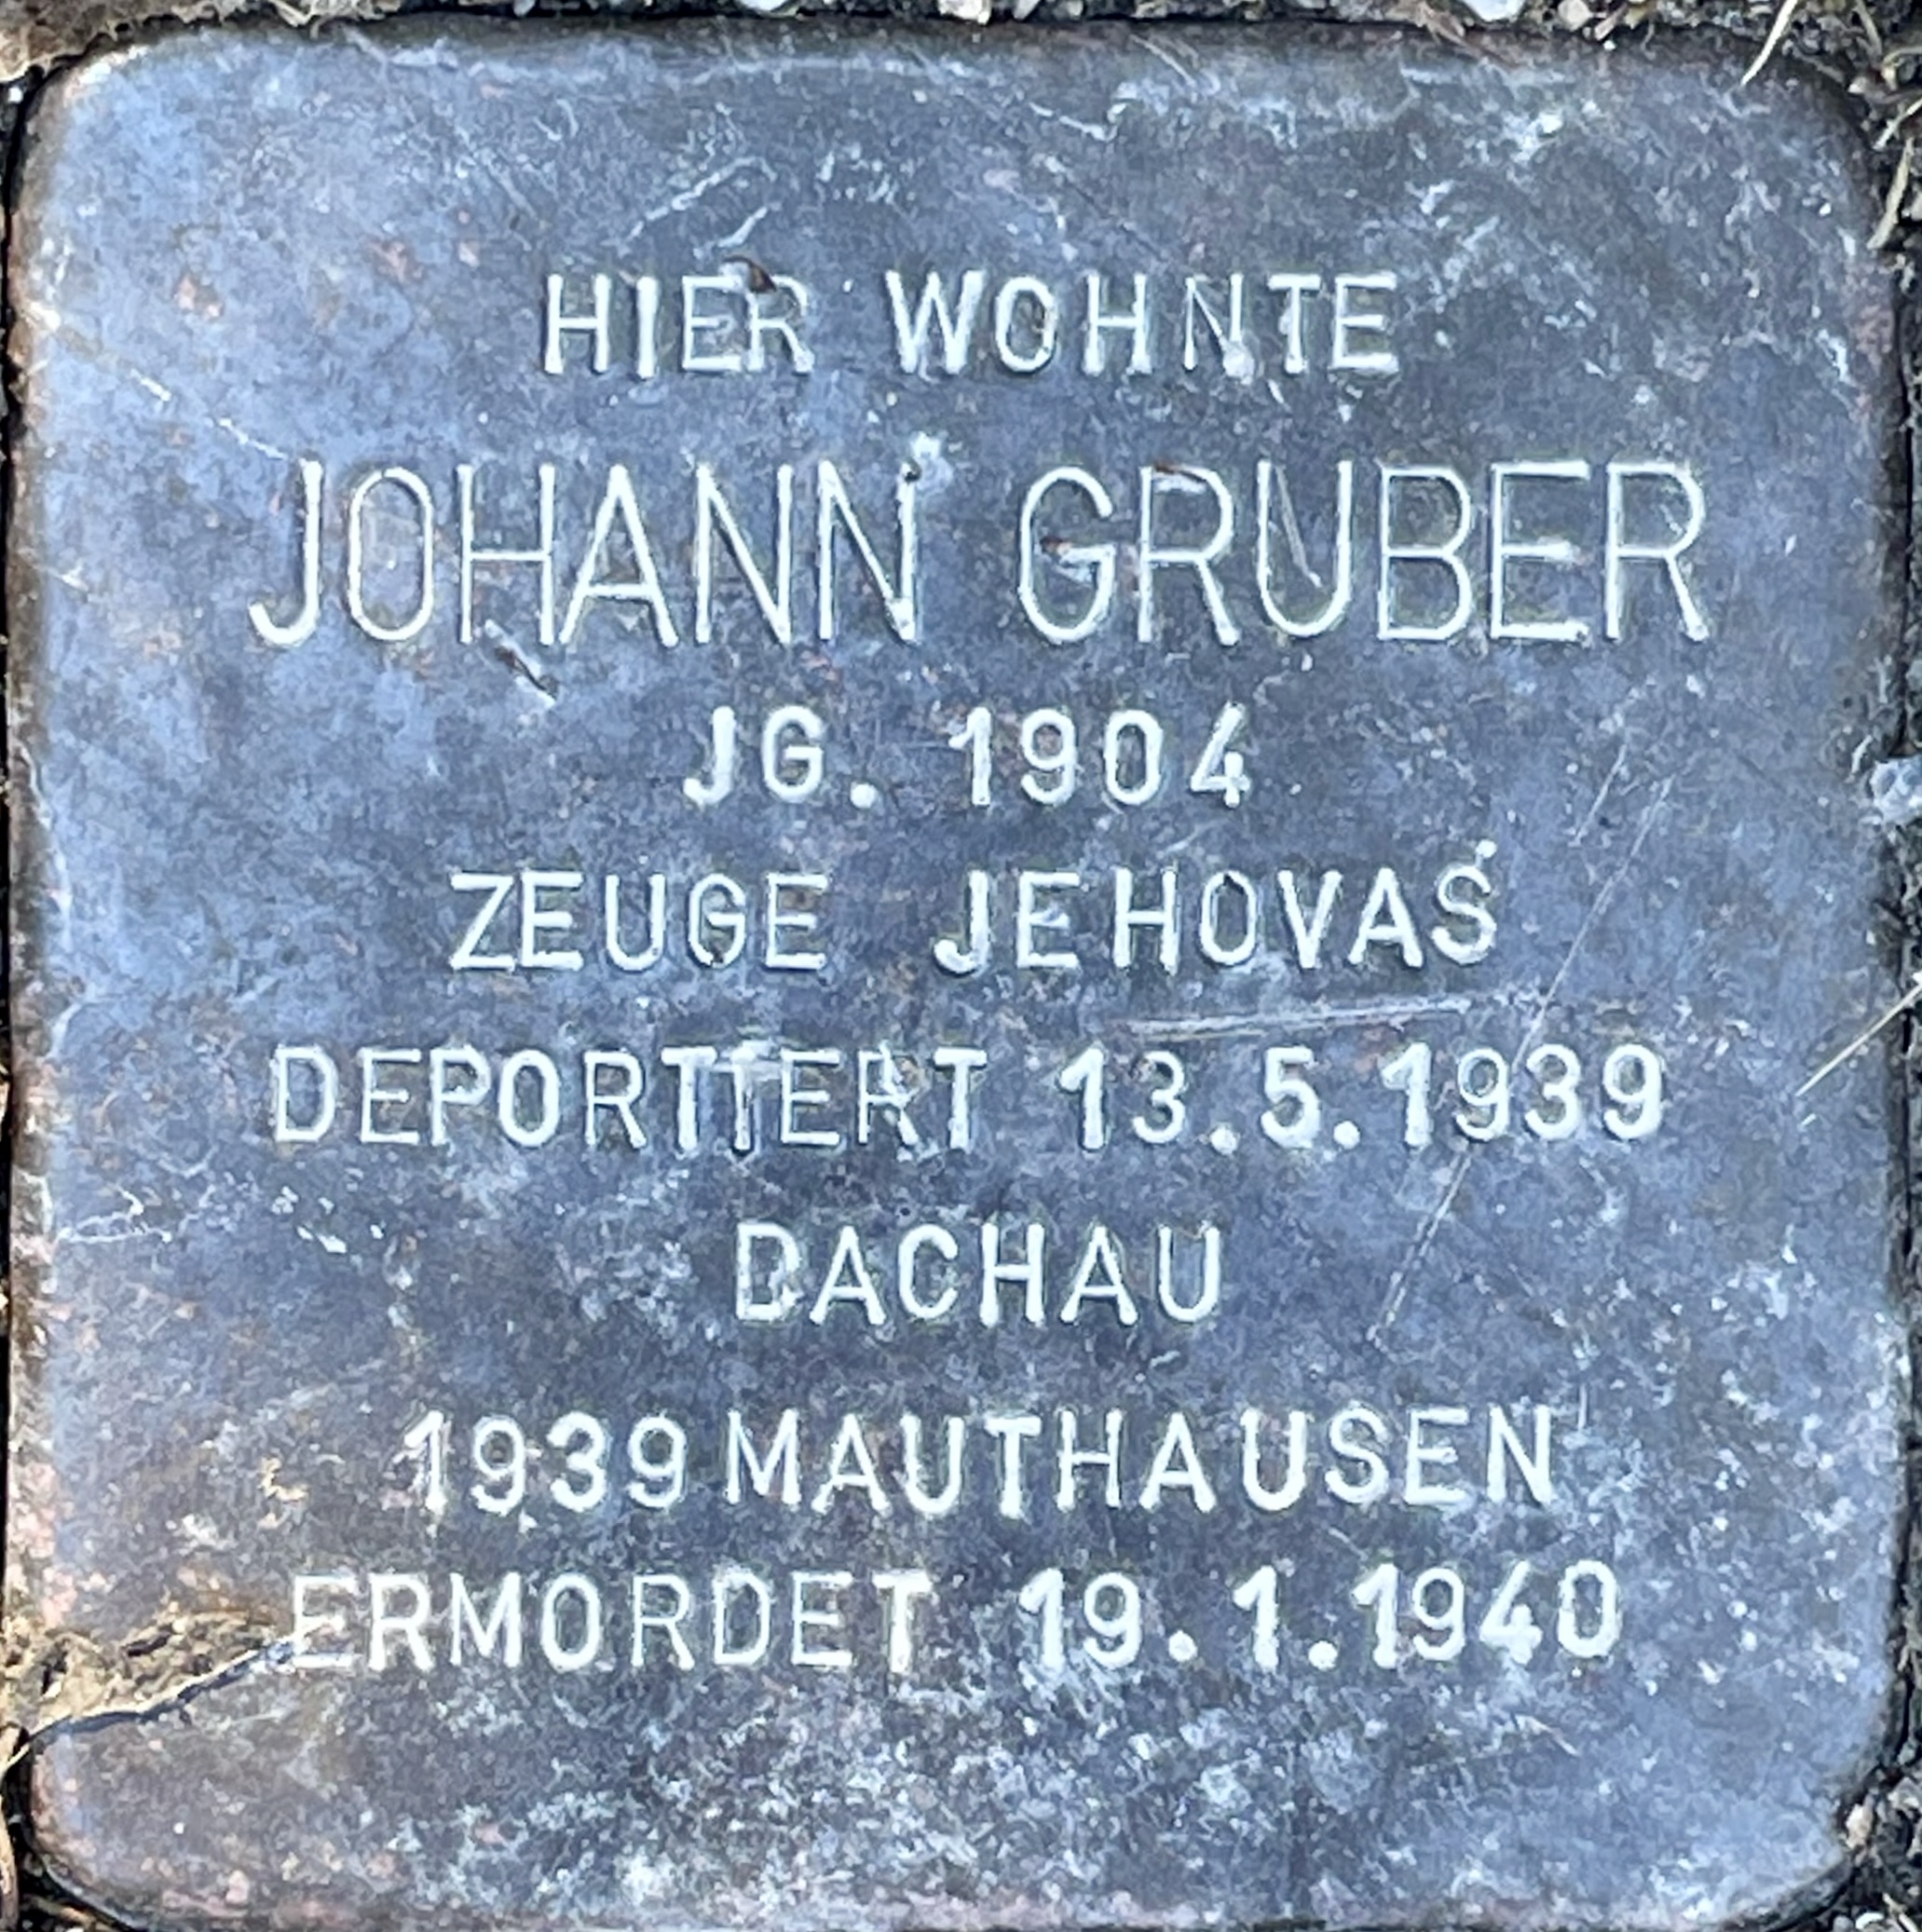 HIER WOHNTE
JOHANN GRUBER
JG. 1904
ZEUGE JEHOVAS
DEPORTIERT 13.5.1939
DACHAU
1939 MAUTHAUSEN
ERMORDET 19.1.1940